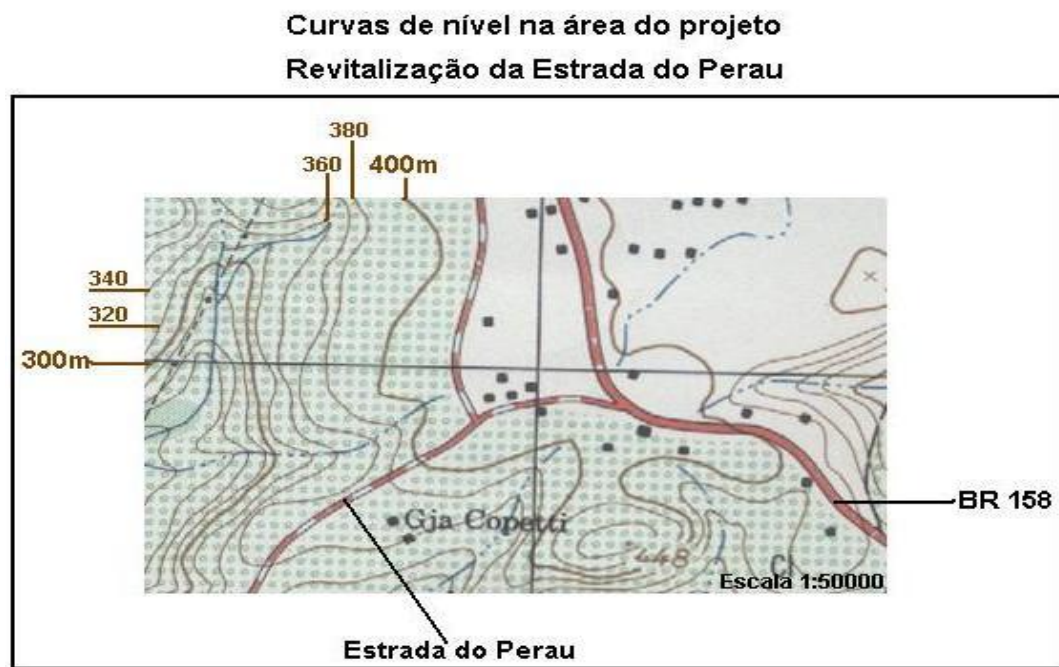 Curvas de nível na área do projeto
Revitalização da Estrada do Perau
380
360
400m
340
320
300m
BR 158
Gja Copetti
448
Cl
Escala 1:50000
Estrada do Perau